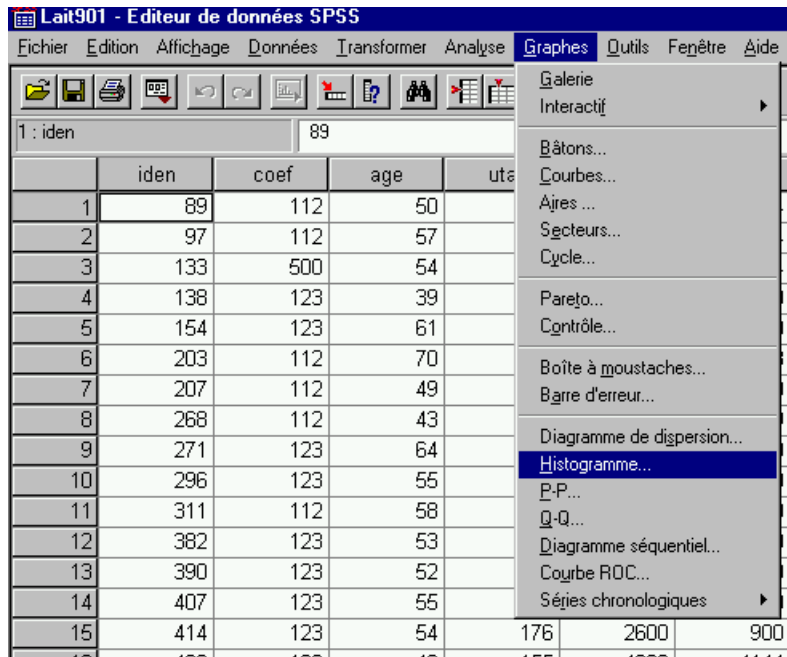 Lait901 - Editeur de données SPSS
Fichier Edition Affichage Données Transformer Analyse Graphes Outils Fenêtre Aide
1 : iden 89
iden coef age uta
1 89 112 50
2 97 112 57
3 133 500 54
4 138 123 39
5 154 123 61
6 203 112 70
7 207 112 49
8 268 112 43
9 271 123 64
10 296 123 55
11 311 112 58
12 382 123 53
13 390 123 52
14 407 123 55
15 414 123 54 176 2600 900
Galerie
Interactif
Bâtons...
Courbes...
Aires ...
Secteurs...
Cycle...
Pareto...
Contrôle...
Boîte à moustaches...
Barre d'erreur...
Diagramme de dispersion...
Histogramme...
P-P...
Q-Q...
Diagramme séquentiel...
Courbe ROC...
Séries chronologiques